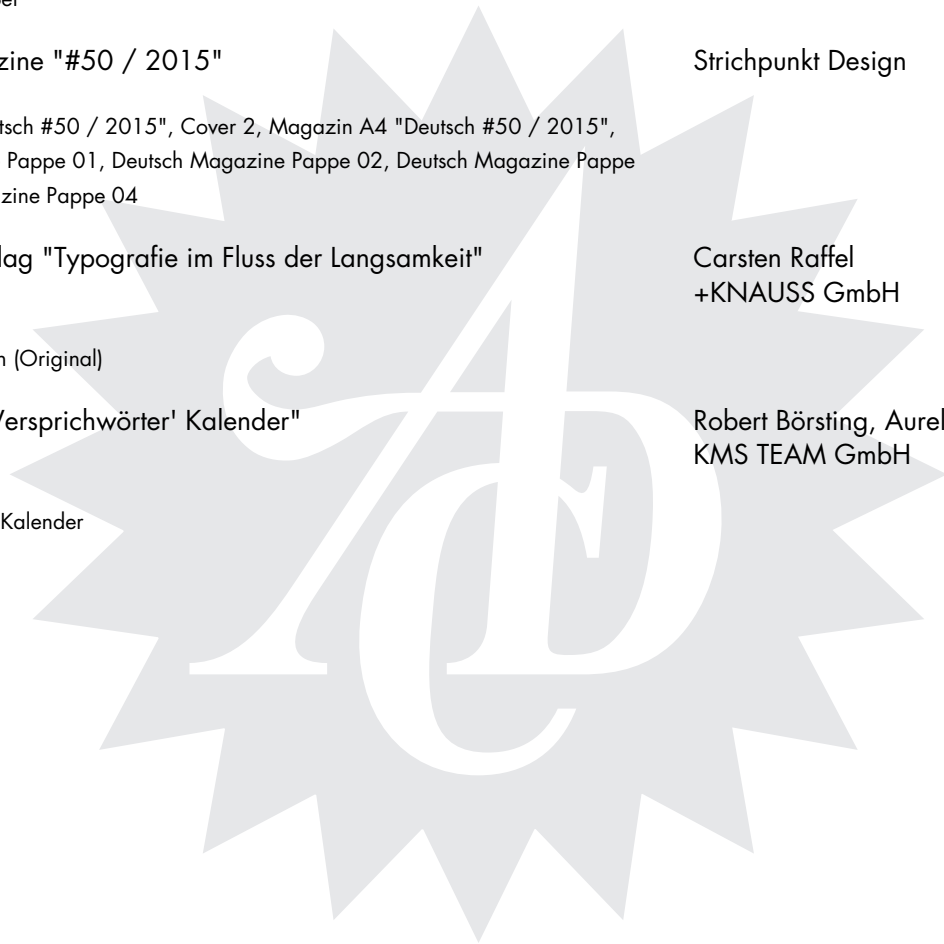 zine "#50 / 2015" Strichpunkt Design
tsch #50 / 2015", Cover 2, Magazin A4 "Deutsch #50 / 2015",
Pappe 01, Deutsch Magazine Pappe 02, Deutsch Magazine Pappe
zine Pappe 04
lag "Typografie im Fluss der Langsamkeit" Carsten Raffel
+KNAUSS GmbH
(Original)
Versprichwörter' Kalender" Robert Börsting, Aurel
KMS TEAM GmbH
Kalender
ADC